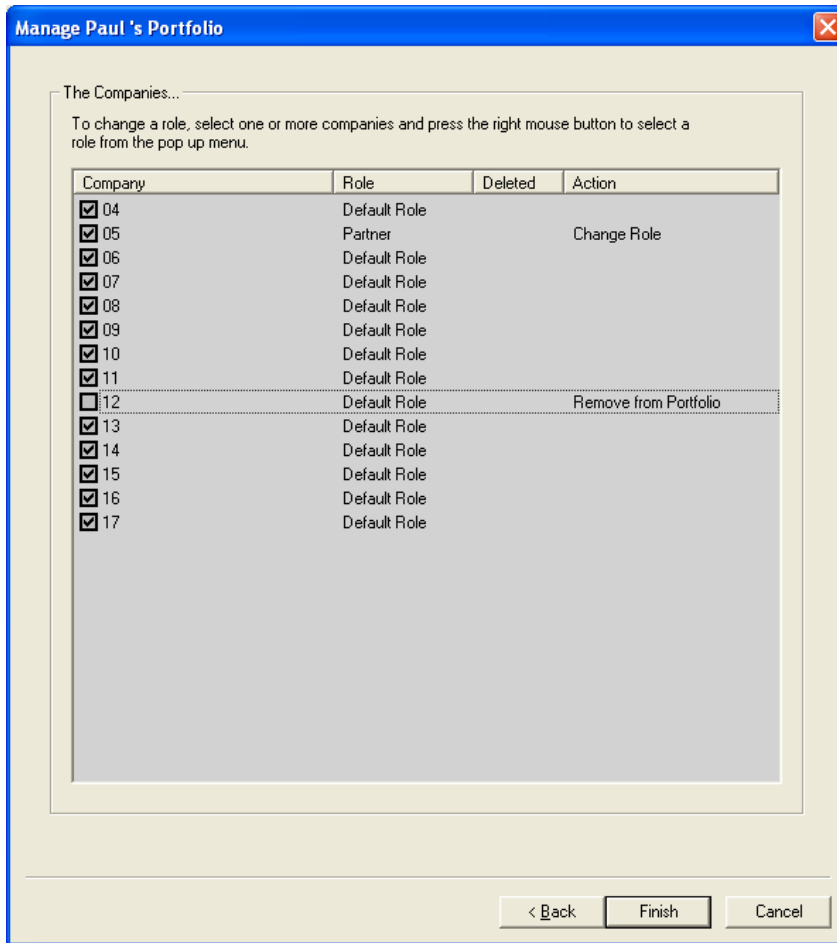 Manage Paul 's Portfolio
The Companies...
To change a role, select one or more companies and press the right mouse button to select a
role from the pop up menu.
Company Role Deleted Action
04 Default Role
05 Partner Change Role
06 Default Role
07 Default Role
08 Default Role
09 Default Role
10 Default Role
11 Default Role
12 Default Role Remove from Portfolio
13 Default Role
14 Default Role
15 Default Role
16 Default Role
17 Default Role
< Back Finish Cancel